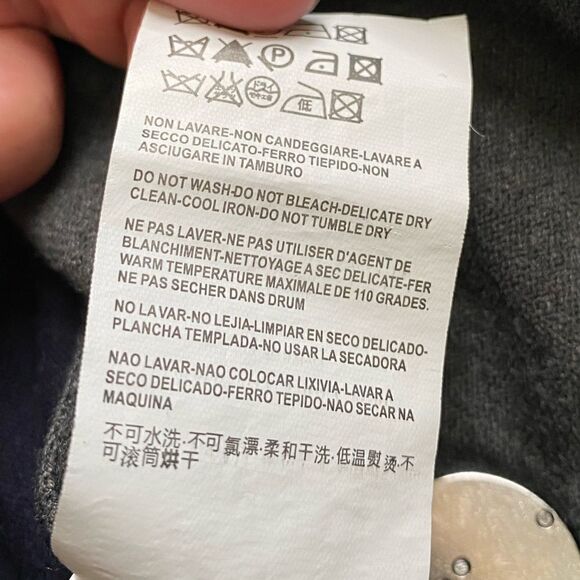 P
ドライ
低
NON LAVARE-NON CANDEGGIARE-LAVARE A
SECCO DELICATO-FERRO TIEPIDO-NON
ASCIUGARE IN TAMBURO
DO NOT WASH-DO NOT BLEACH-DELICATE DRY
CLEAN-COOL IRON-DO NOT TUMBLE DRY
NE PAS LAVER-NE PAS UTILISER D'AGENT DE
BLANCHIMENT-NETTOYAGE A SEC DELICATE-FER
WARM TEMPERATURE MAXIMALE DE 110 GRADES.
NE PAS SECHER DANS DRUM
NO LAVAR-NO LEJIA-LIMPIAR EN SECO DELICADO-
PLANCHA TEMPLADA-NO USAR LA SECADORA
NAO LAVAR-NAO COLOCAR LIXIVIA-LAVAR A
SECO DELICADO-FERRO TEPIDO-NAO SECAR NA
MAQUINA
不可水洗·不可氯漂·柔和干洗·低温熨烫·不
可滚筒烘干